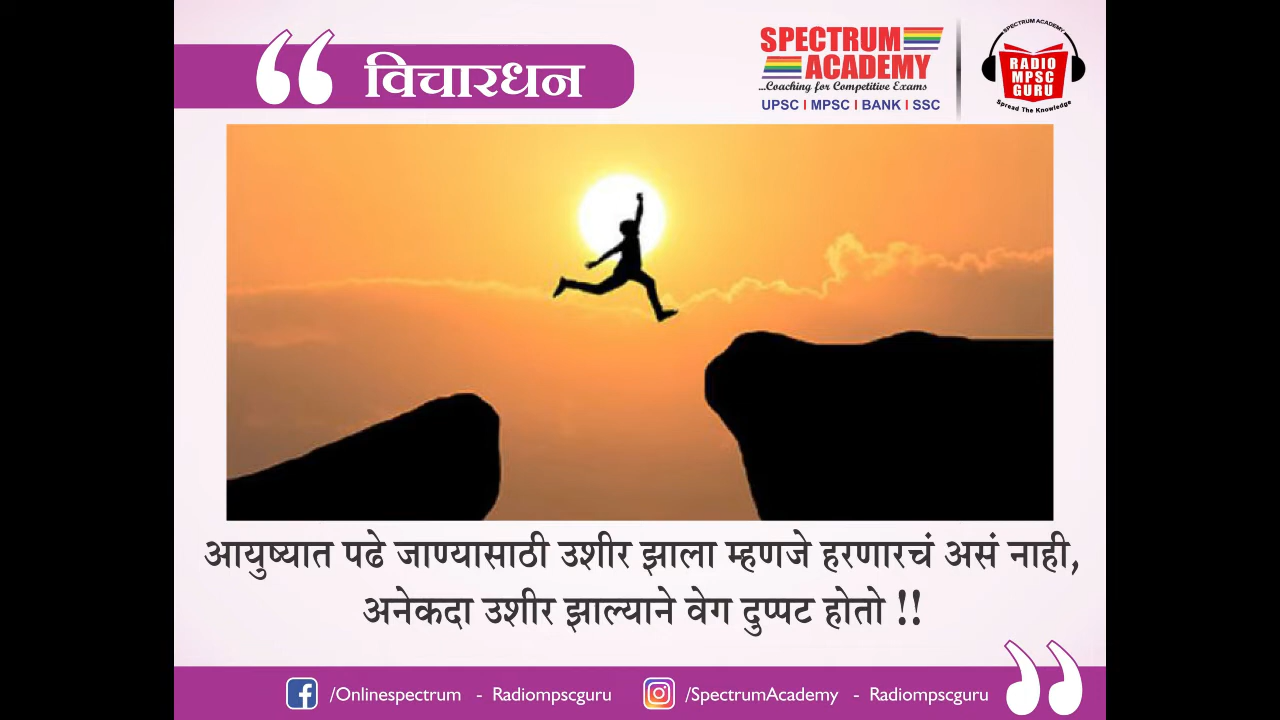 विचारधन
SPECTRUM
ACADEMY
...Coaching for Competitive Exams
UPSC | MPSC | BANK | SSC
SPECTRUM ACADEMY
RADIO
MPSC
GURU
Spread The Knowledge
आयुष्यात पढे जाण्यासाठी उशीर झाला म्हणजे हरणारचं असं नाही,
अनेकदा उशीर झाल्याने वेग दुप्पट होतो !!
/Onlinespectrum - Radiompscguru /SpectrumAcademy - Radiompscguru